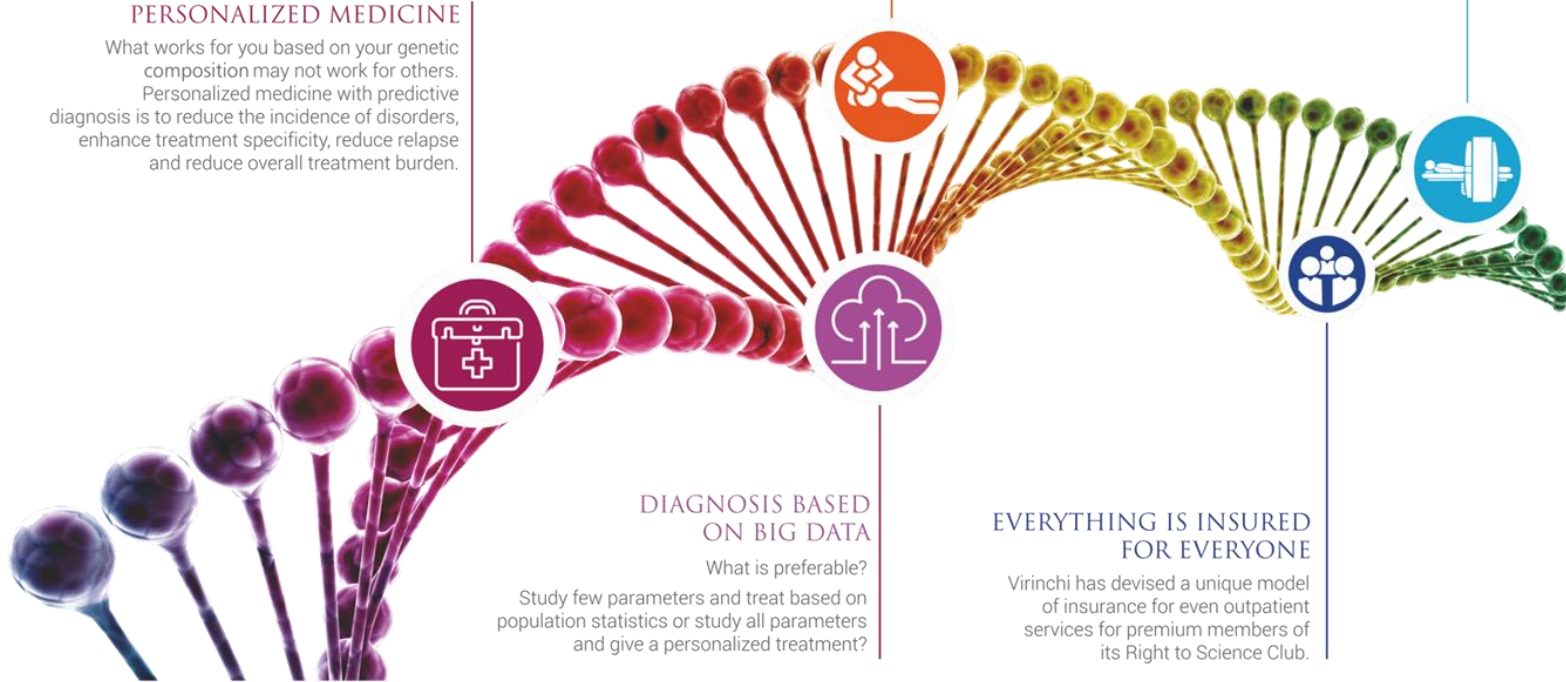 PERSONALIZED MEDICINE
What works for you based on your genetic
composition may not work for others.
Personalized medicine with predictive
diagnosis is to reduce the incidence of disorders,
enhance treatment specificity, reduce relapse
and reduce overall treatment burden.
DIAGNOSIS BASED
ON BIG DATA
What is preferable?
Study few parameters and treat based on
population statistics or study all parameters
and give a personalized treatment?
EVERYTHING IS INSURED
FOR EVERYONE
Virinchi has devised a unique model
of insurance for even outpatient
services for premium members of
its Right to Science Club.